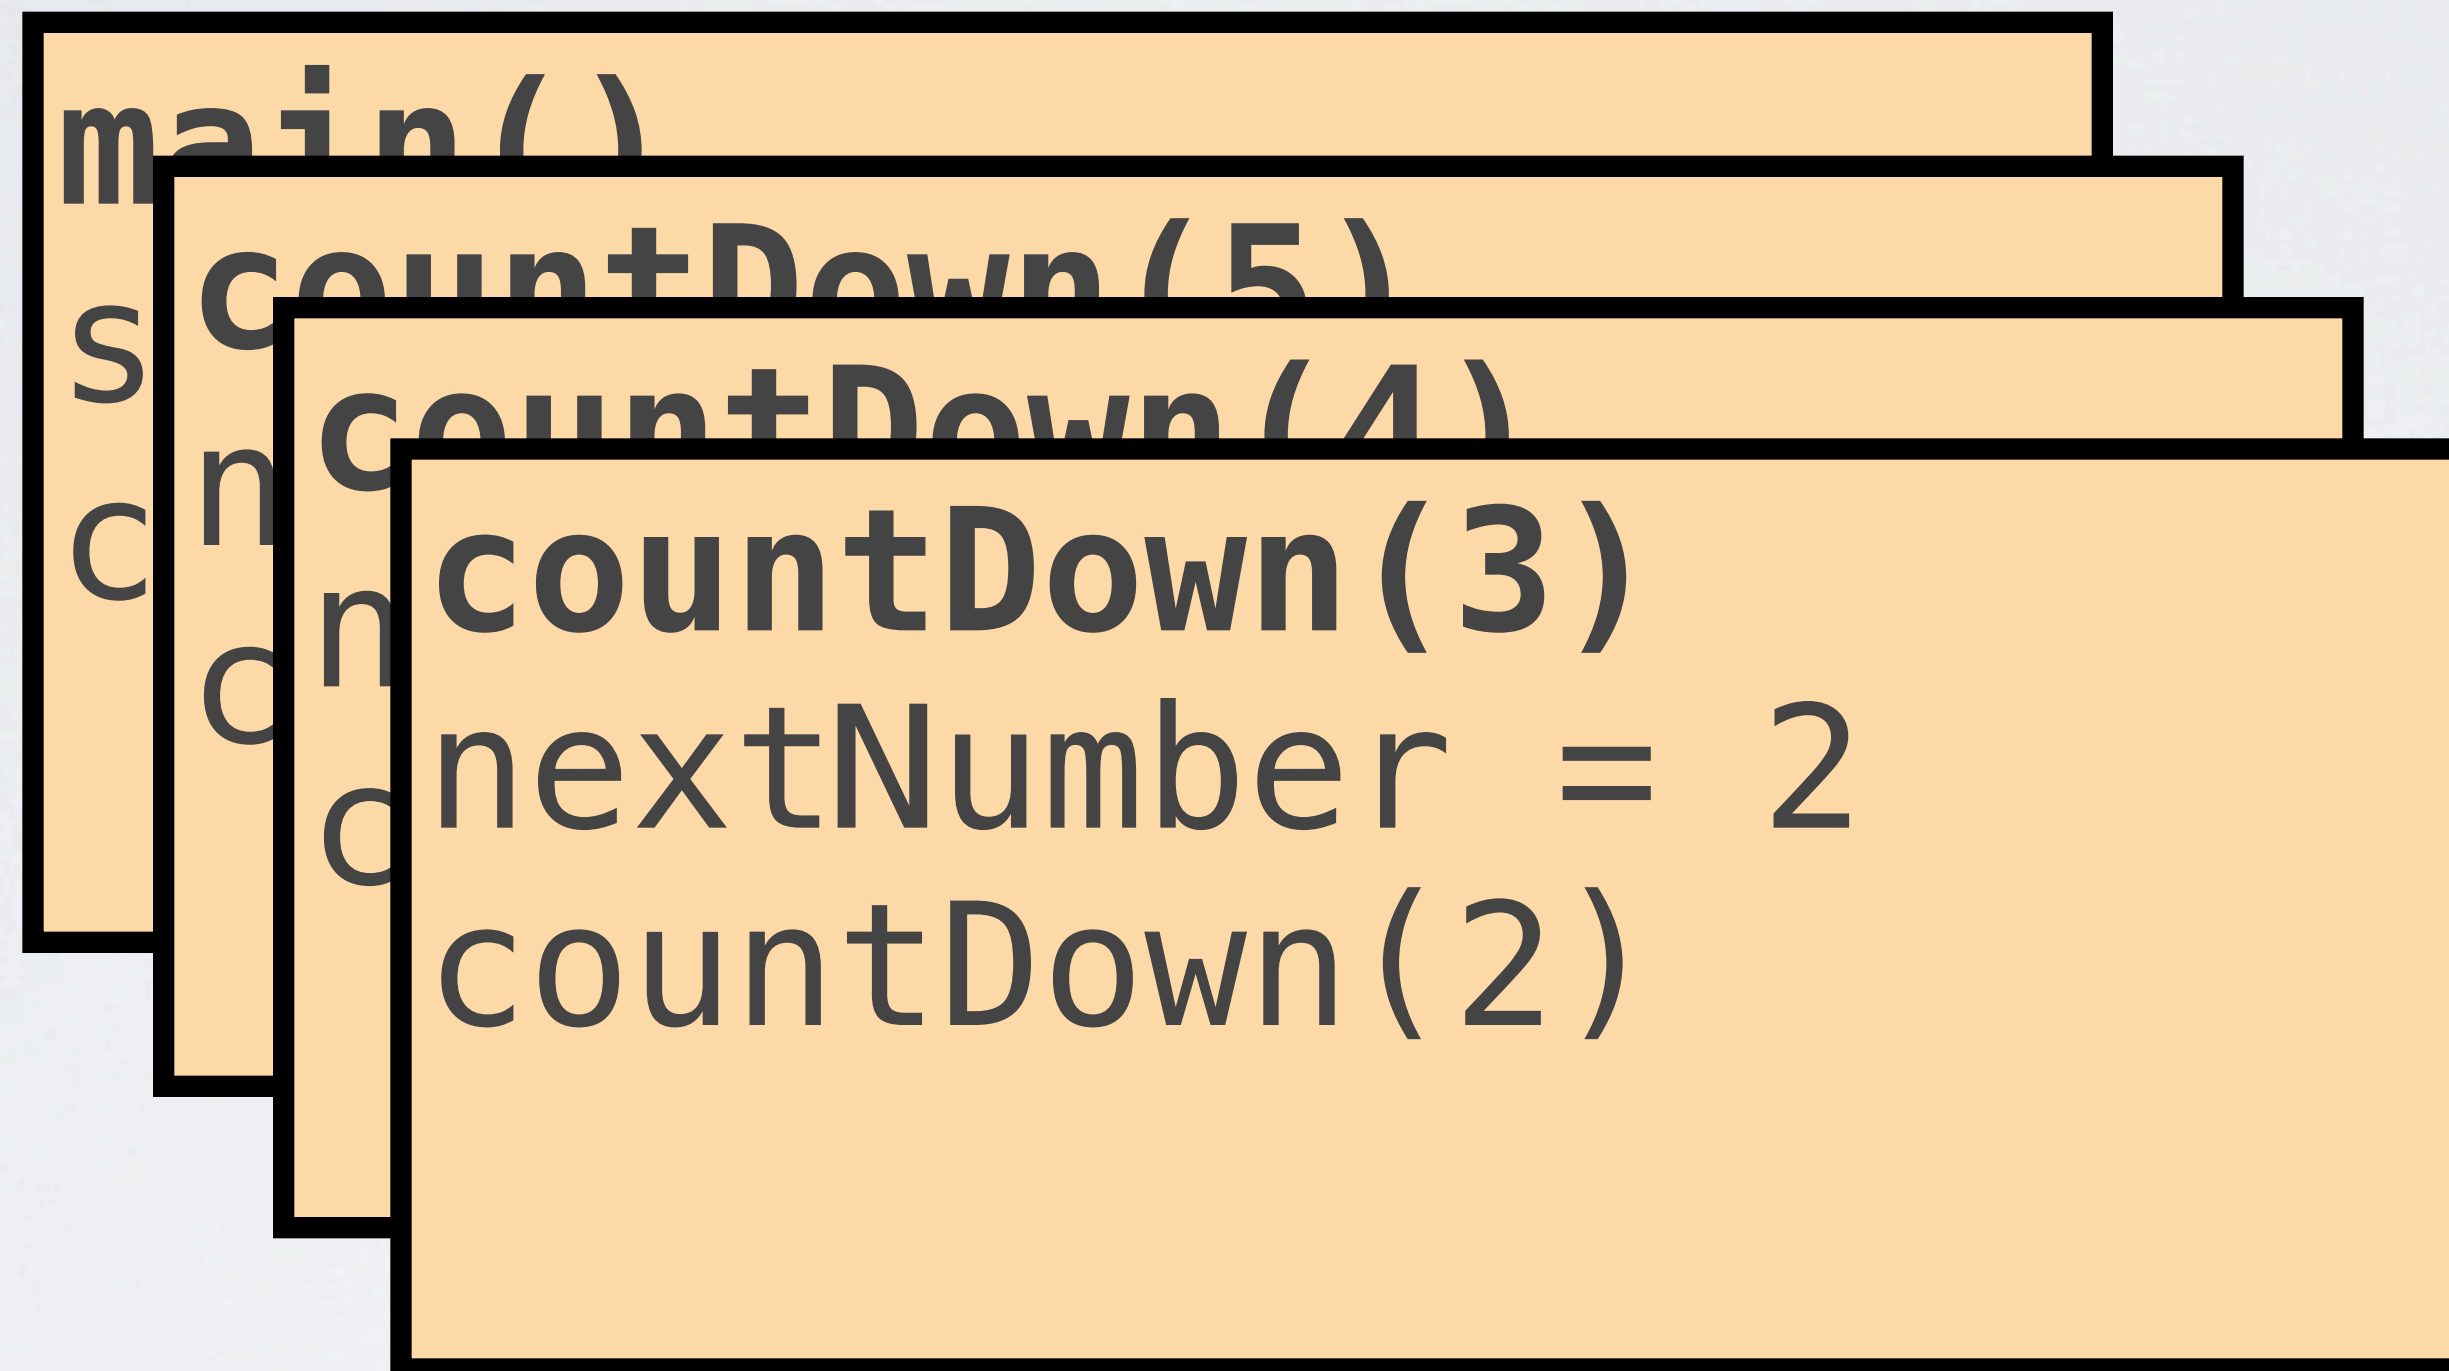 main()
s
c
countDown(5)
n
c
countDown(4)
n
c
countDown(3)
nextNumber = 2
countDown(2)